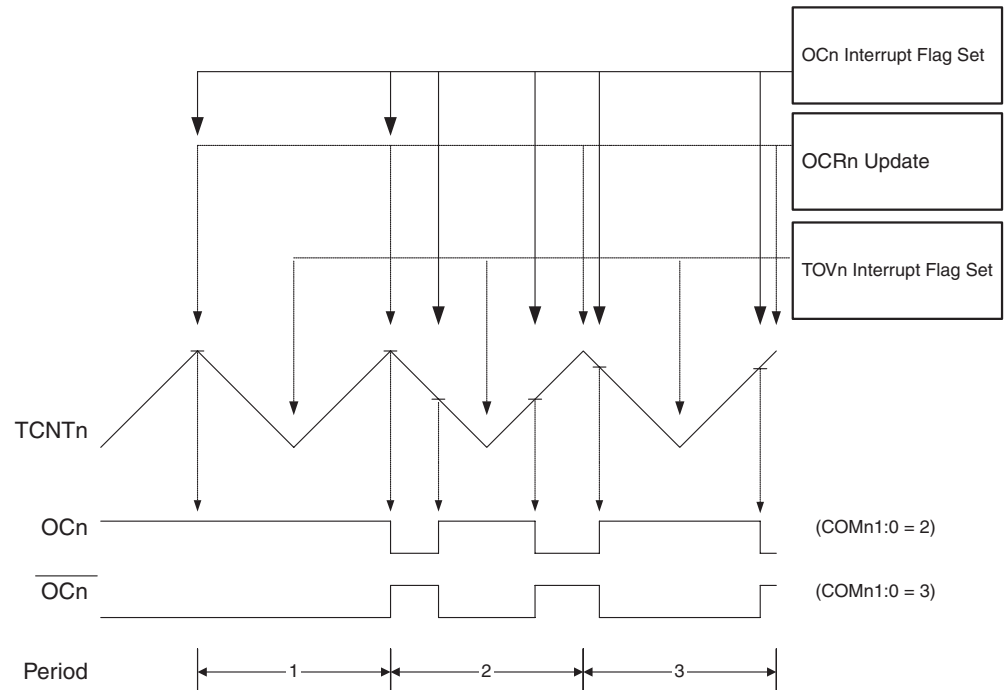 OCn Interrupt Flag Set
OCRn Update
TOVn Interrupt Flag Set
TCNTn
OCn
(COMn1:0 = 2)
OCn
(COMn1:0 = 3)
Period
1
2
3